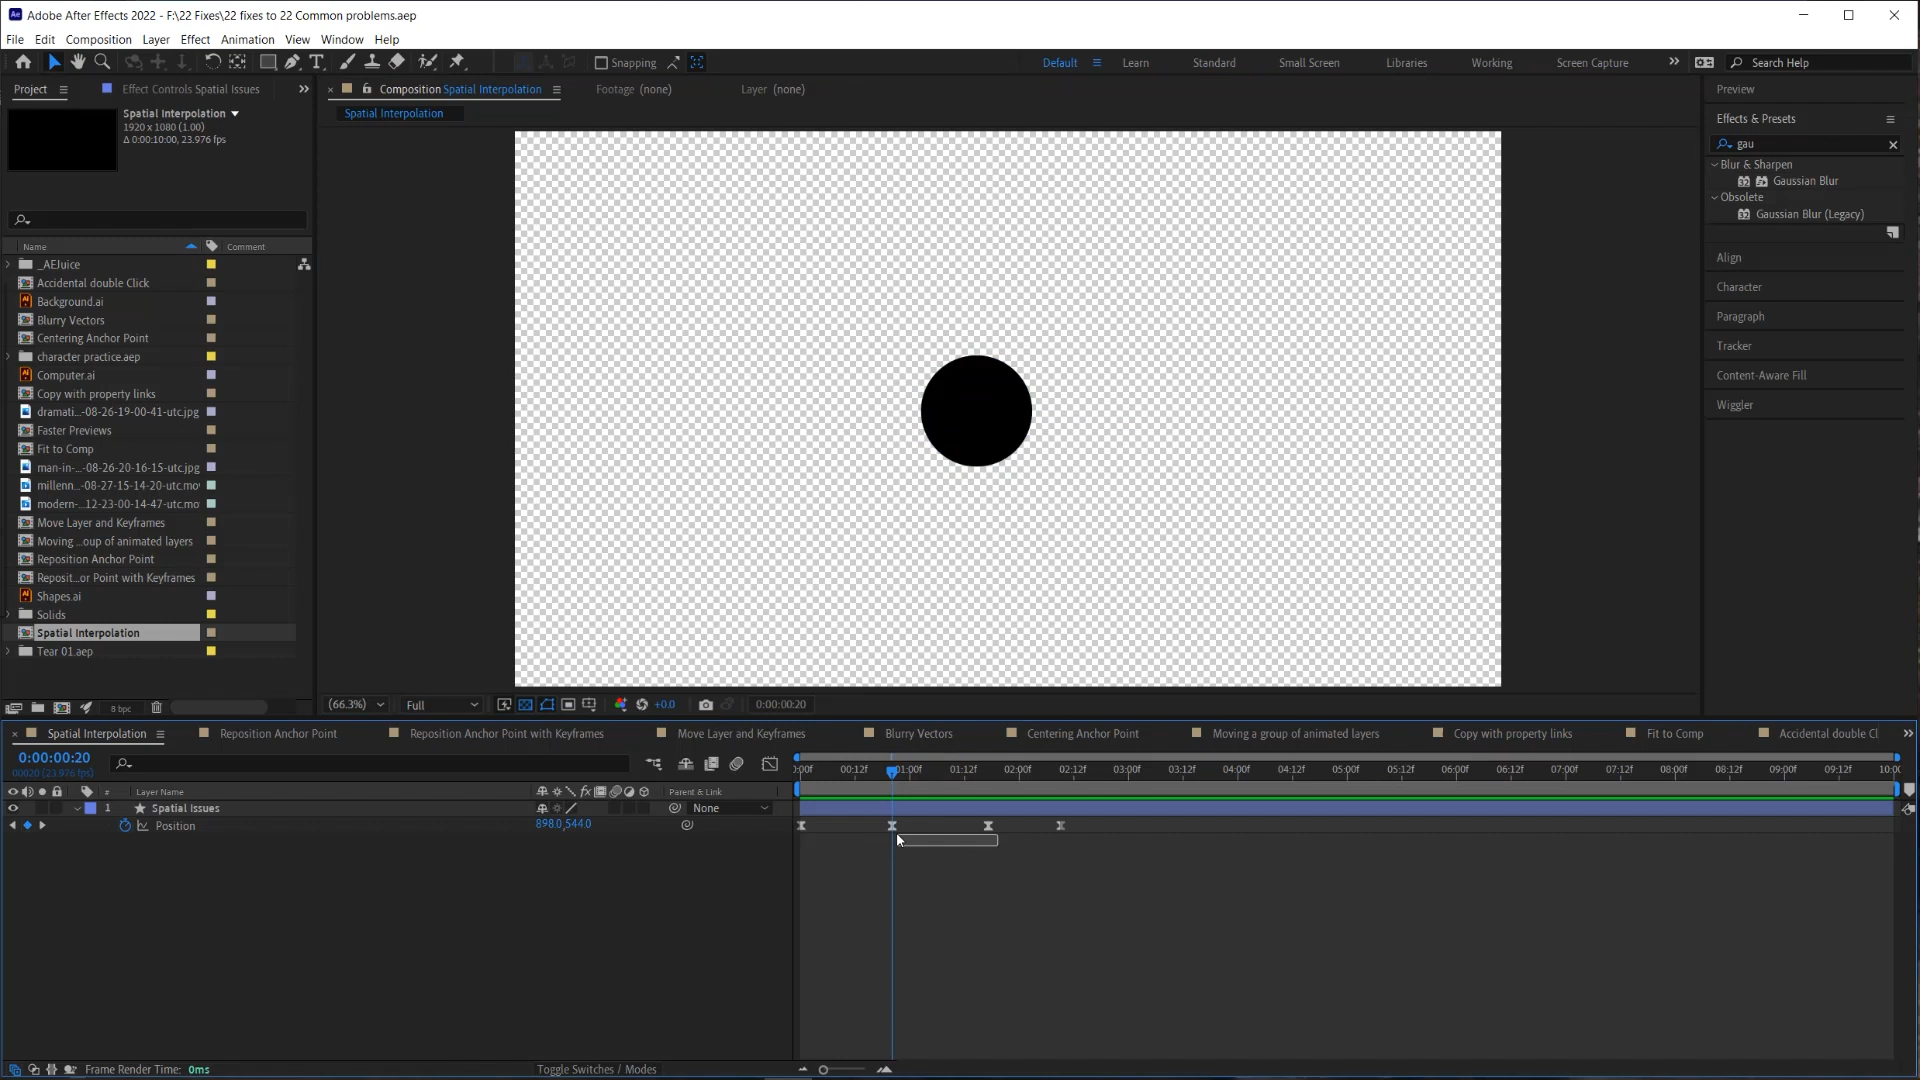 Adobe After Effects 2022 - F:\22 Fixes\22 fixes to 22 Common problems.aep
File Edit Composition Layer Effect Animation View Window Help
Snapping Default Learn Standard Small Screen Libraries Working Screen Capture Search Help
Project Effect Controls Spatial Issues
Composition Spatial Interpolation Footage (none) Layer (none)
Preview
Spatial Interpolation
1920 x 1080 (1.00)
Δ 0:00:10:00, 23.976 fps
Spatial Interpolation
Effects & Presets
gau
Blur & Sharpen
32 Gaussian Blur
Obsolete
32 Gaussian Blur (Legacy)
Align
Character
Paragraph
Tracker
Content-Aware Fill
Wiggler
Name Comment
_AEJuice
Accidental double Click
Background.ai
Blurry Vectors
Centering Anchor Point
character practice.aep
Computer.ai
Copy with property links
dramati...-08-26-19-00-41-utc.jpg
Faster Previews
Fit to Comp
man-in-...-08-26-20-16-15-utc.jpg
millenn...-08-27-15-14-20-utc.mov
modern-...12-23-00-14-47-utc.mo
Move Layer and Keyframes
Moving ...oup of animated layers
Reposition Anchor Point
Reposit...or Point with Keyframes
Shapes.ai
Solids
Spatial Interpolation
Tear 01.aep
8 bpc
(66.3%) Full +0.0 0:00:00:20
Spatial Interpolation Reposition Anchor Point Reposition Anchor Point with Keyframes Move Layer and Keyframes Blurry Vectors Centering Anchor Point Moving a group of animated layers Copy with property links Fit to Comp Accidental double Cl
0:00:00:20
00020 (23.976 fps)
):00f 00:12f 01:00f 01:12f 02:00f 02:12f 03:00f 03:12f 04:00f 04:12f 05:00f 05:12f 06:00f 06:12f 07:00f 07:12f 08:00f 08:12f 09:00f 09:12f 10:00
# Layer Name Parent & Link
1 Spatial Issues None
Position 898.0,544.0
Frame Render Time: 0ms
Toggle Switches / Modes